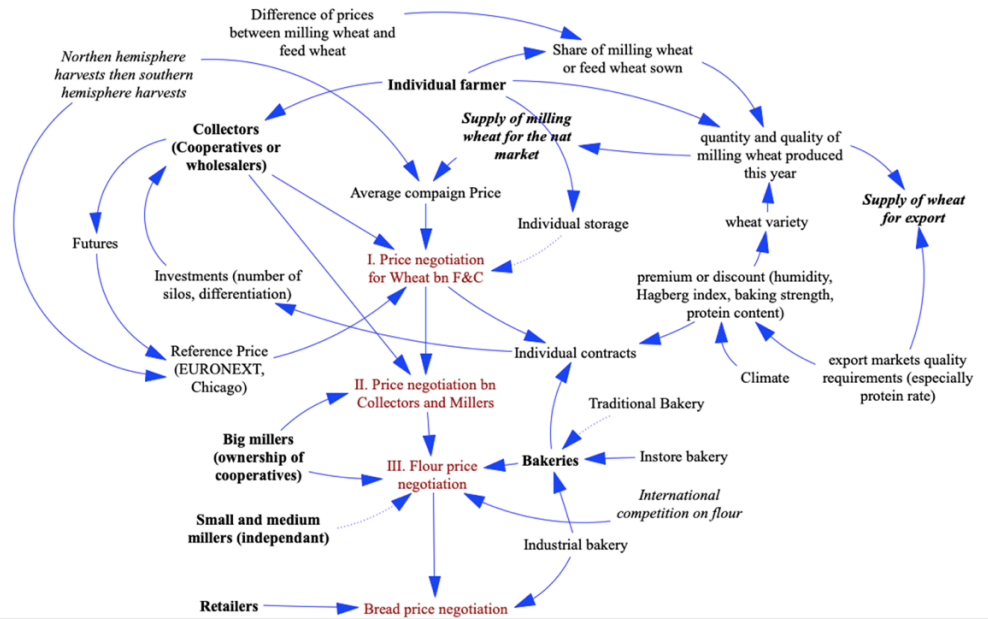 Difference of prices
between milling wheat and
feed wheat
Northen hemisphere
harvests then southern
hemisphere harvests
Share of milling wheat
or feed wheat sown
Individual farmer
Collectors
(Cooperatives or
wholesalers)
Supply of milling
wheat for the nat
market
quantity and quality of
milling wheat produced
this year
Average compaign Price
Supply of wheat
for export
Individual storage
wheat variety
Futures
I. Price negotiation
for Wheat bn F&C
Investments (number of
silos, differentiation)
premium or discount (humidity,
Hagberg index, baking strength,
protein content)
Reference Price
(EURONEXT,
Chicago)
Individual contracts
Climate
export markets quality
requirements (especially
protein rate)
II. Price negotiation bn
Collectors and Millers
Traditional Bakery
Big millers
(ownership of
cooperatives)
III. Flour price
negotiation
Bakeries
Instore bakery
International
competition on flour
Small and medium
millers (independant)
Industrial bakery
Retailers
Bread price negotiation